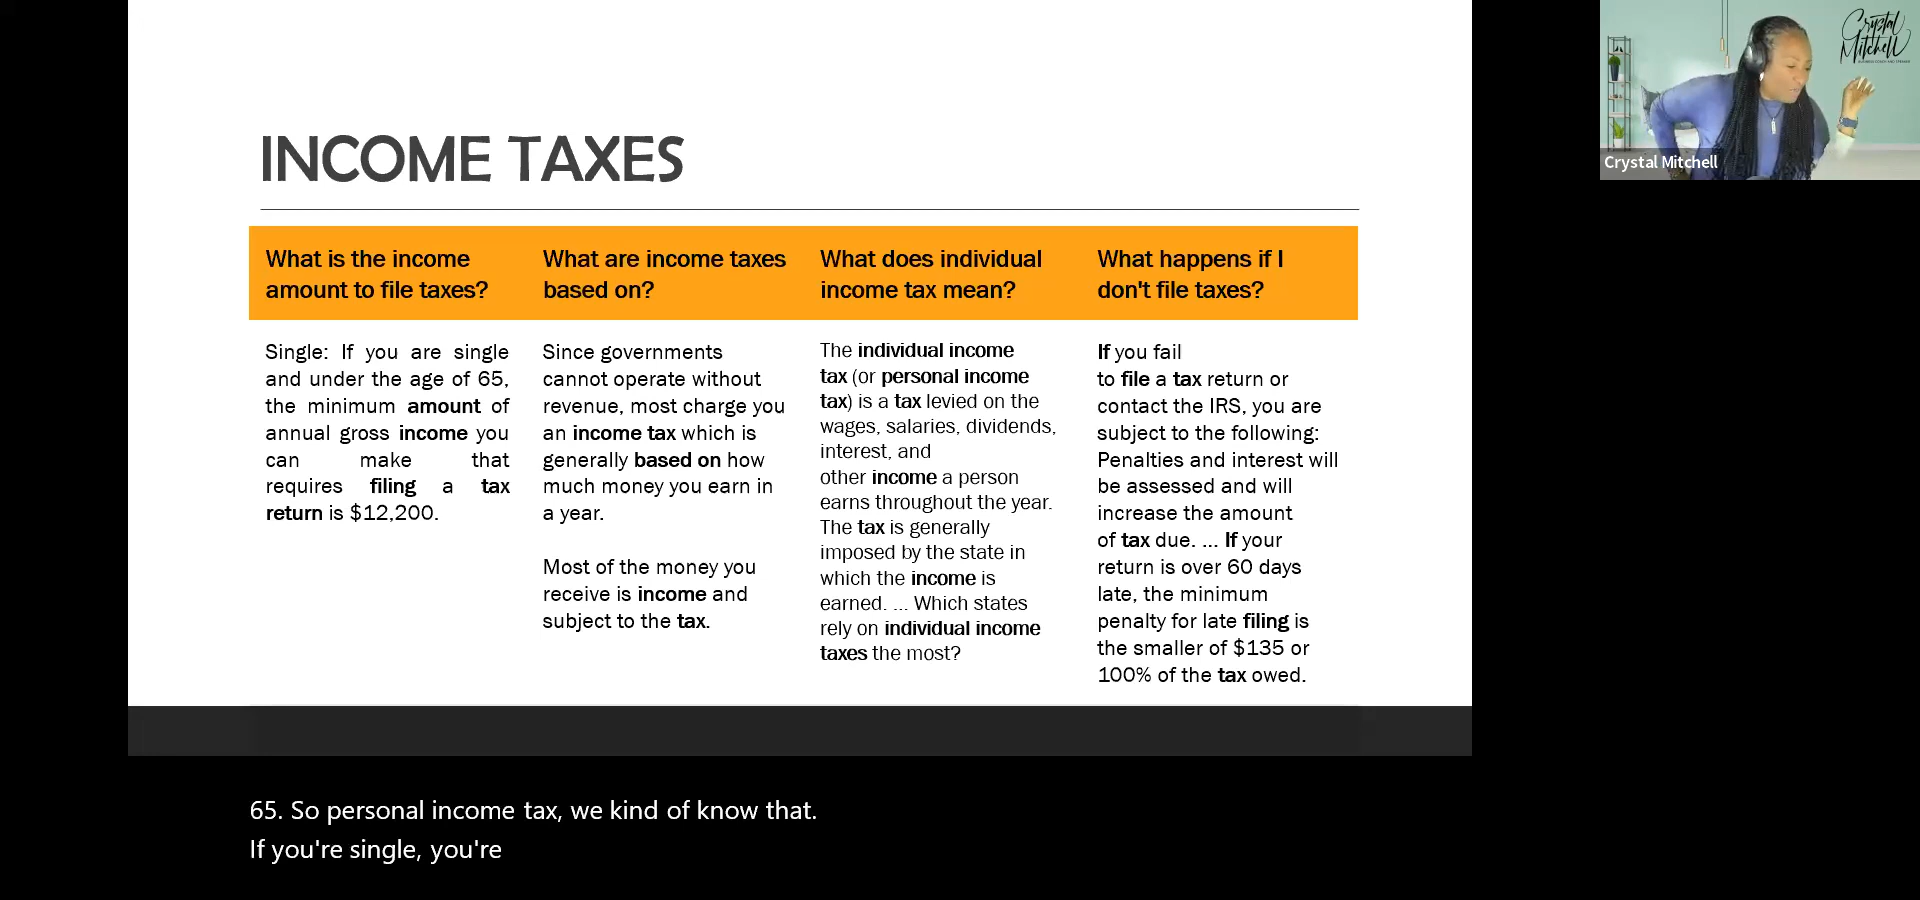 INCOME TAXES
What is the income
amount to file taxes?
Single: If you are single
and under the age of 65,
the minimum amount of
annual gross income you
can make that
requires filing a tax
return is $12,200.
What are income taxes
based on?
Since governments
cannot operate without
revenue, most charge you
an income tax which is
generally based on how
much money you earn in
a year.
Most of the money you
receive is income and
subject to the tax.
What does individual
income tax mean?
The individual income
tax (or personal income
tax) is a tax levied on the
wages, salaries, dividends,
interest, and
other income a person
earns throughout the year.
The tax is generally
imposed by the state in
which the income is
earned. ... Which states
rely on individual income
taxes the most?
What happens if I
don't file taxes?
If you fail
to file a tax return or
contact the IRS, you are
subject to the following:
Penalties and interest will
be assessed and will
increase the amount
of tax due. ... If your
return is over 60 days
late, the minimum
penalty for late filing is
the smaller of $135 or
100% of the tax owed.
Crystal
Mitchell
BUSINESS COACH AND SPEAKER
Crystal Mitchell
65. So personal income tax, we kind of know that.
If you're single, you're